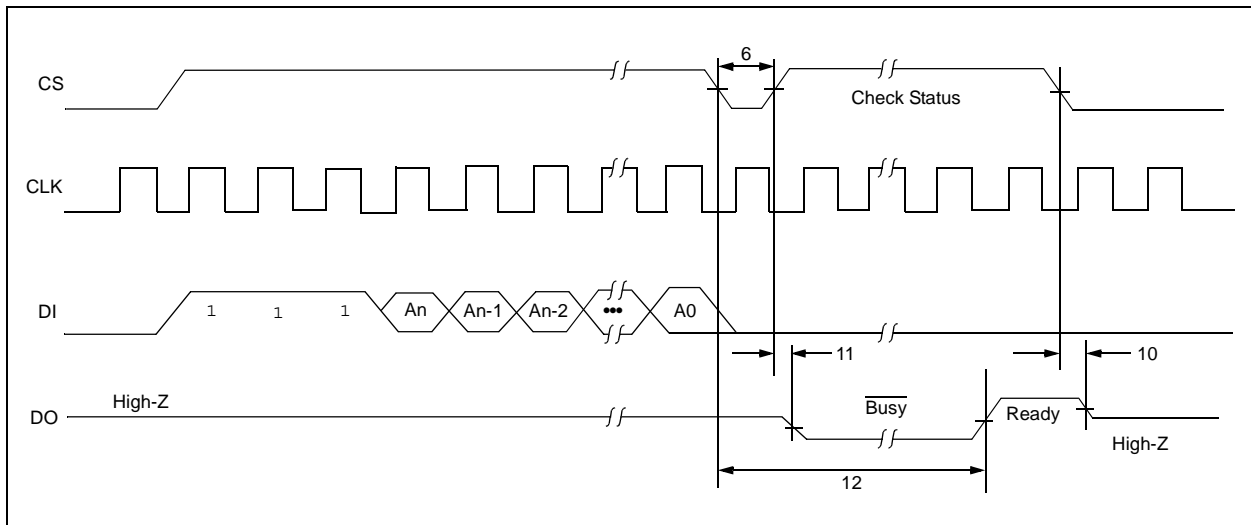 6
CS
Check Status
CLK
DI
1 1 1 An An-1 An-2 ••• A0
11
10
High-Z
DO
Busy
Ready
High-Z
12